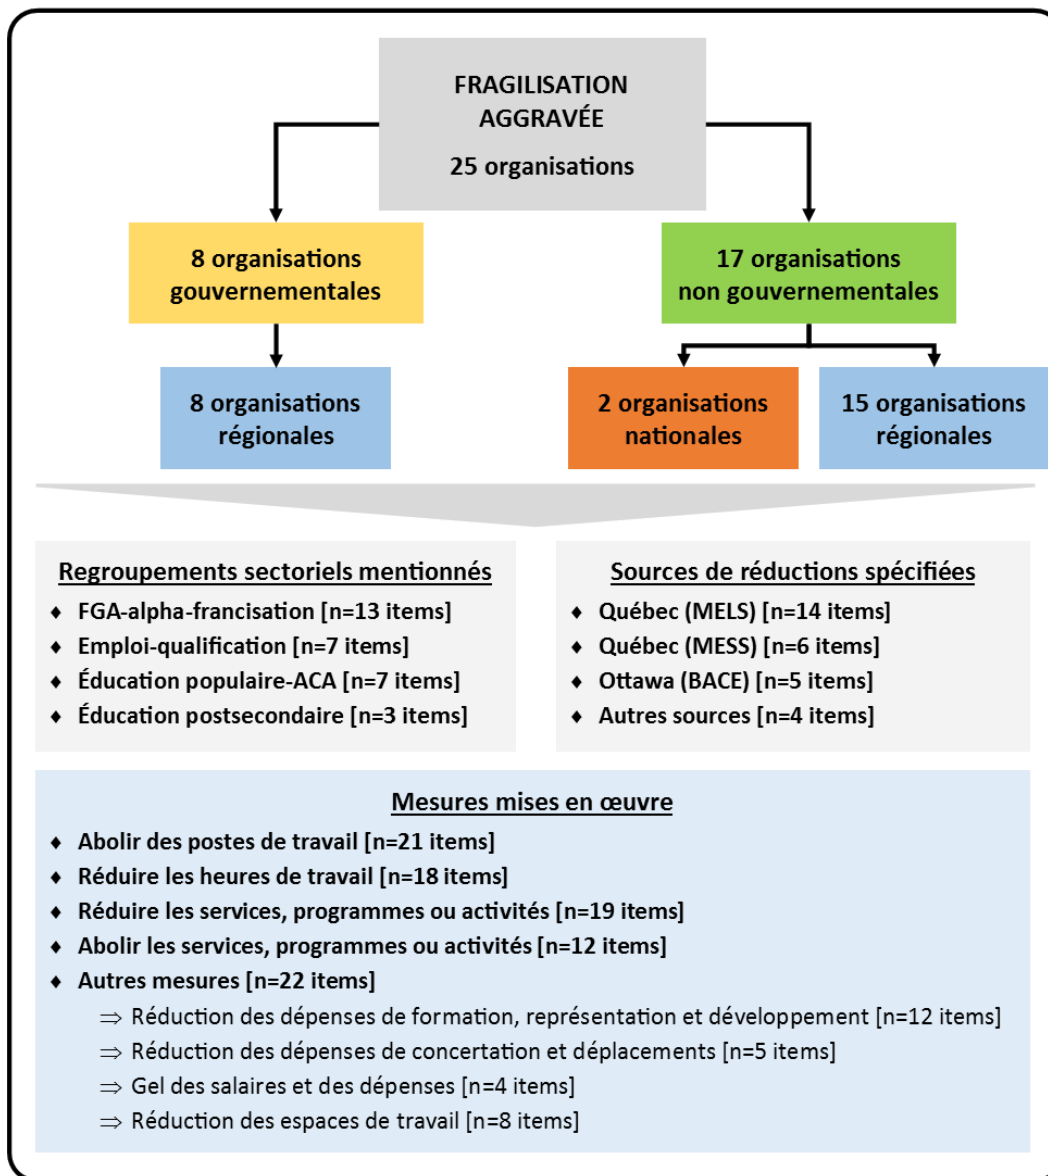 FRAGILISATION
AGGRAVÉE
25 organisations
8 organisations
gouvernementales
17 organisations
non gouvernementales
8 organisations
régionales
2 organisations
nationales
15 organisations
régionales
Regroupements sectoriels mentionnés
♦ FGA-alpha-francisation [n=13 items]
♦ Emploi-qualification [n=7 items]
♦ Éducation populaire-ACA [n=7 items]
♦ Éducation postsecondaire [n=3 items]
Sources de réductions spécifiées
♦ Québec (MELS) [n=14 items]
♦ Québec (MESS) [n=6 items]
♦ Ottawa (BACE) [n=5 items]
♦ Autres sources [n=4 items]
Mesures mises en œuvre
♦ Abolir des postes de travail [n=21 items]
♦ Réduire les heures de travail [n=18 items]
♦ Réduire les services, programmes ou activités [n=19 items]
♦ Abolir les services, programmes ou activités [n=12 items]
♦ Autres mesures [n=22 items]
⇒ Réduction des dépenses de formation, représentation et développement [n=12 items]
⇒ Réduction des dépenses de concertation et déplacements [n=5 items]
⇒ Gel des salaires et des dépenses [n=4 items]
⇒ Réduction des espaces de travail [n=8 items]